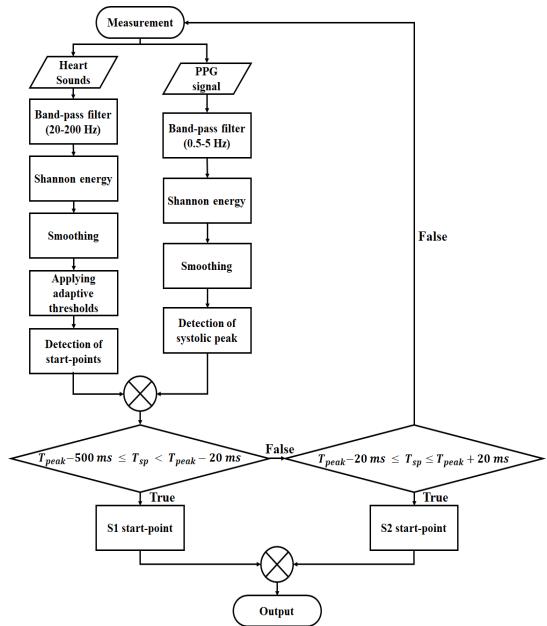 Measurement
Heart
Sounds
PPG
signal
Band-pass filter
(20-200 Hz)
Band-pass filter
(0.5-5 Hz)
Shannon energy
Shannon energy
Smoothing
Smoothing
False
Applying
adaptive
thresholds
Detection of
start-points
Detection of
systolic peak
T_peak−500 ms ≤ T_sp < T_peak − 20 ms
False
T_peak−20 ms ≤ T_sp ≤ T_peak + 20 ms
True
True
S1 start-point
S2 start-point
Output